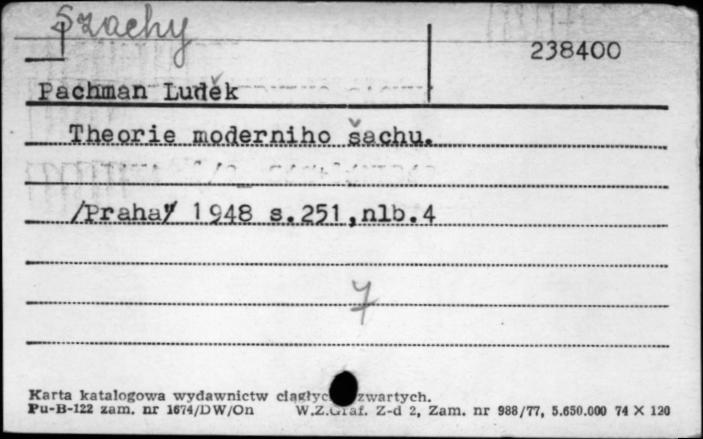 Szachy
238400
Pachman Luděk
Theorie moderniho šachu.
/Praha/ 1948 s.251,nlb.4
7
Karta katalogowa wydawnictw ciągłyc zwartych.
Pu-B-122 zam. nr 1674/DW/On W.Z.Graf. Z-d 2, Zam. nr 988/77, 5.650.000 74 × 120